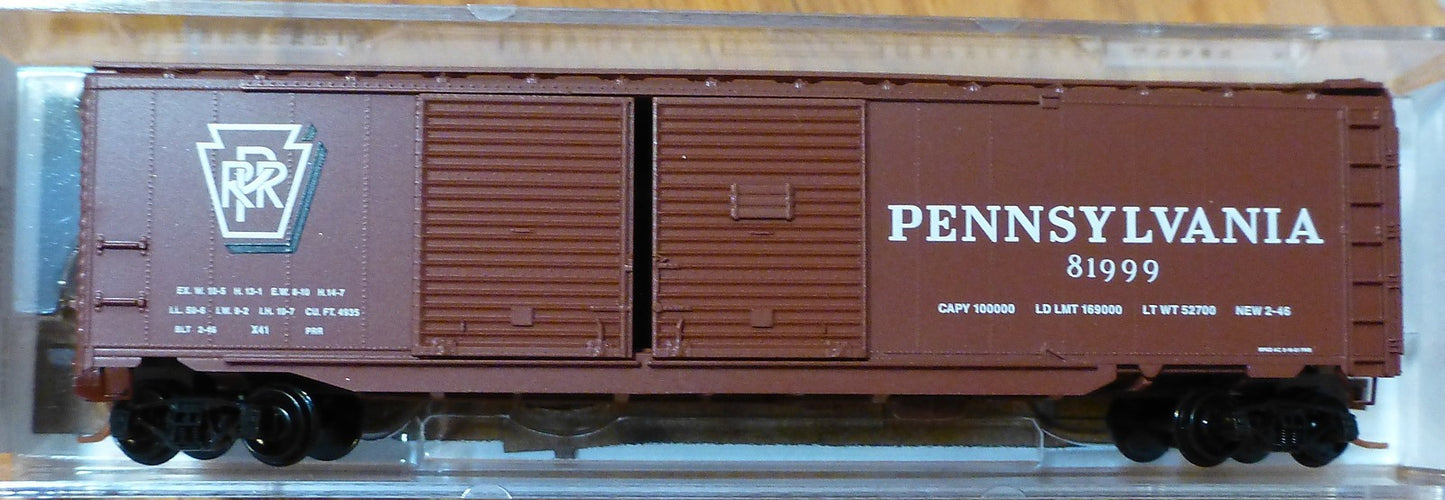 PRR
PENNSYLVANIA
81999
CAPY 100000 LD LMT 169000 LT WT 52700 NEW 2-46
EX. W. 10-5 H. 13-1 E.W. 8-10 H.14-7
LL. 50-6 I.W. 9-2 I.H. 10-7 CU. FT. 4935
BLT 2-46 X41 PRR